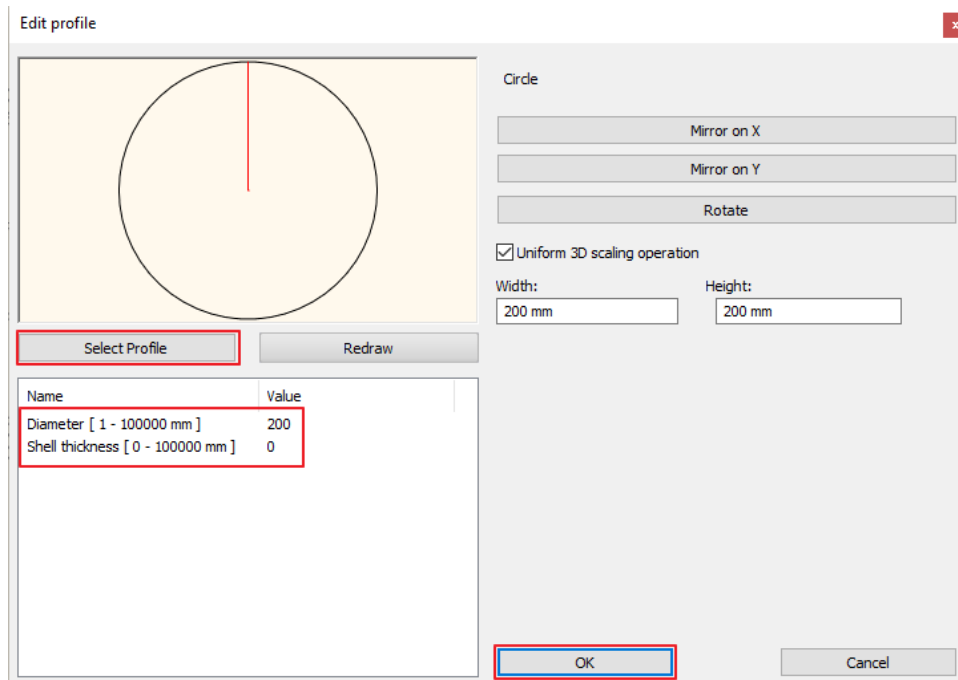 Edit profile
x
Circle
Mirror on X
Mirror on Y
Rotate
Uniform 3D scaling operation
Width: Height:
200 mm 200 mm
Select Profile Redraw
Name Value
Diameter [ 1 - 100000 mm ] 200
Shell thickness [ 0 - 100000 mm ] 0
OK Cancel